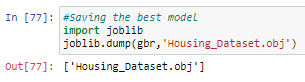 In [77]: #Saving the best model
import joblib
joblib.dump(gbr,'Housing_Dataset.obj')
Out[77]: ['Housing_Dataset.obj']